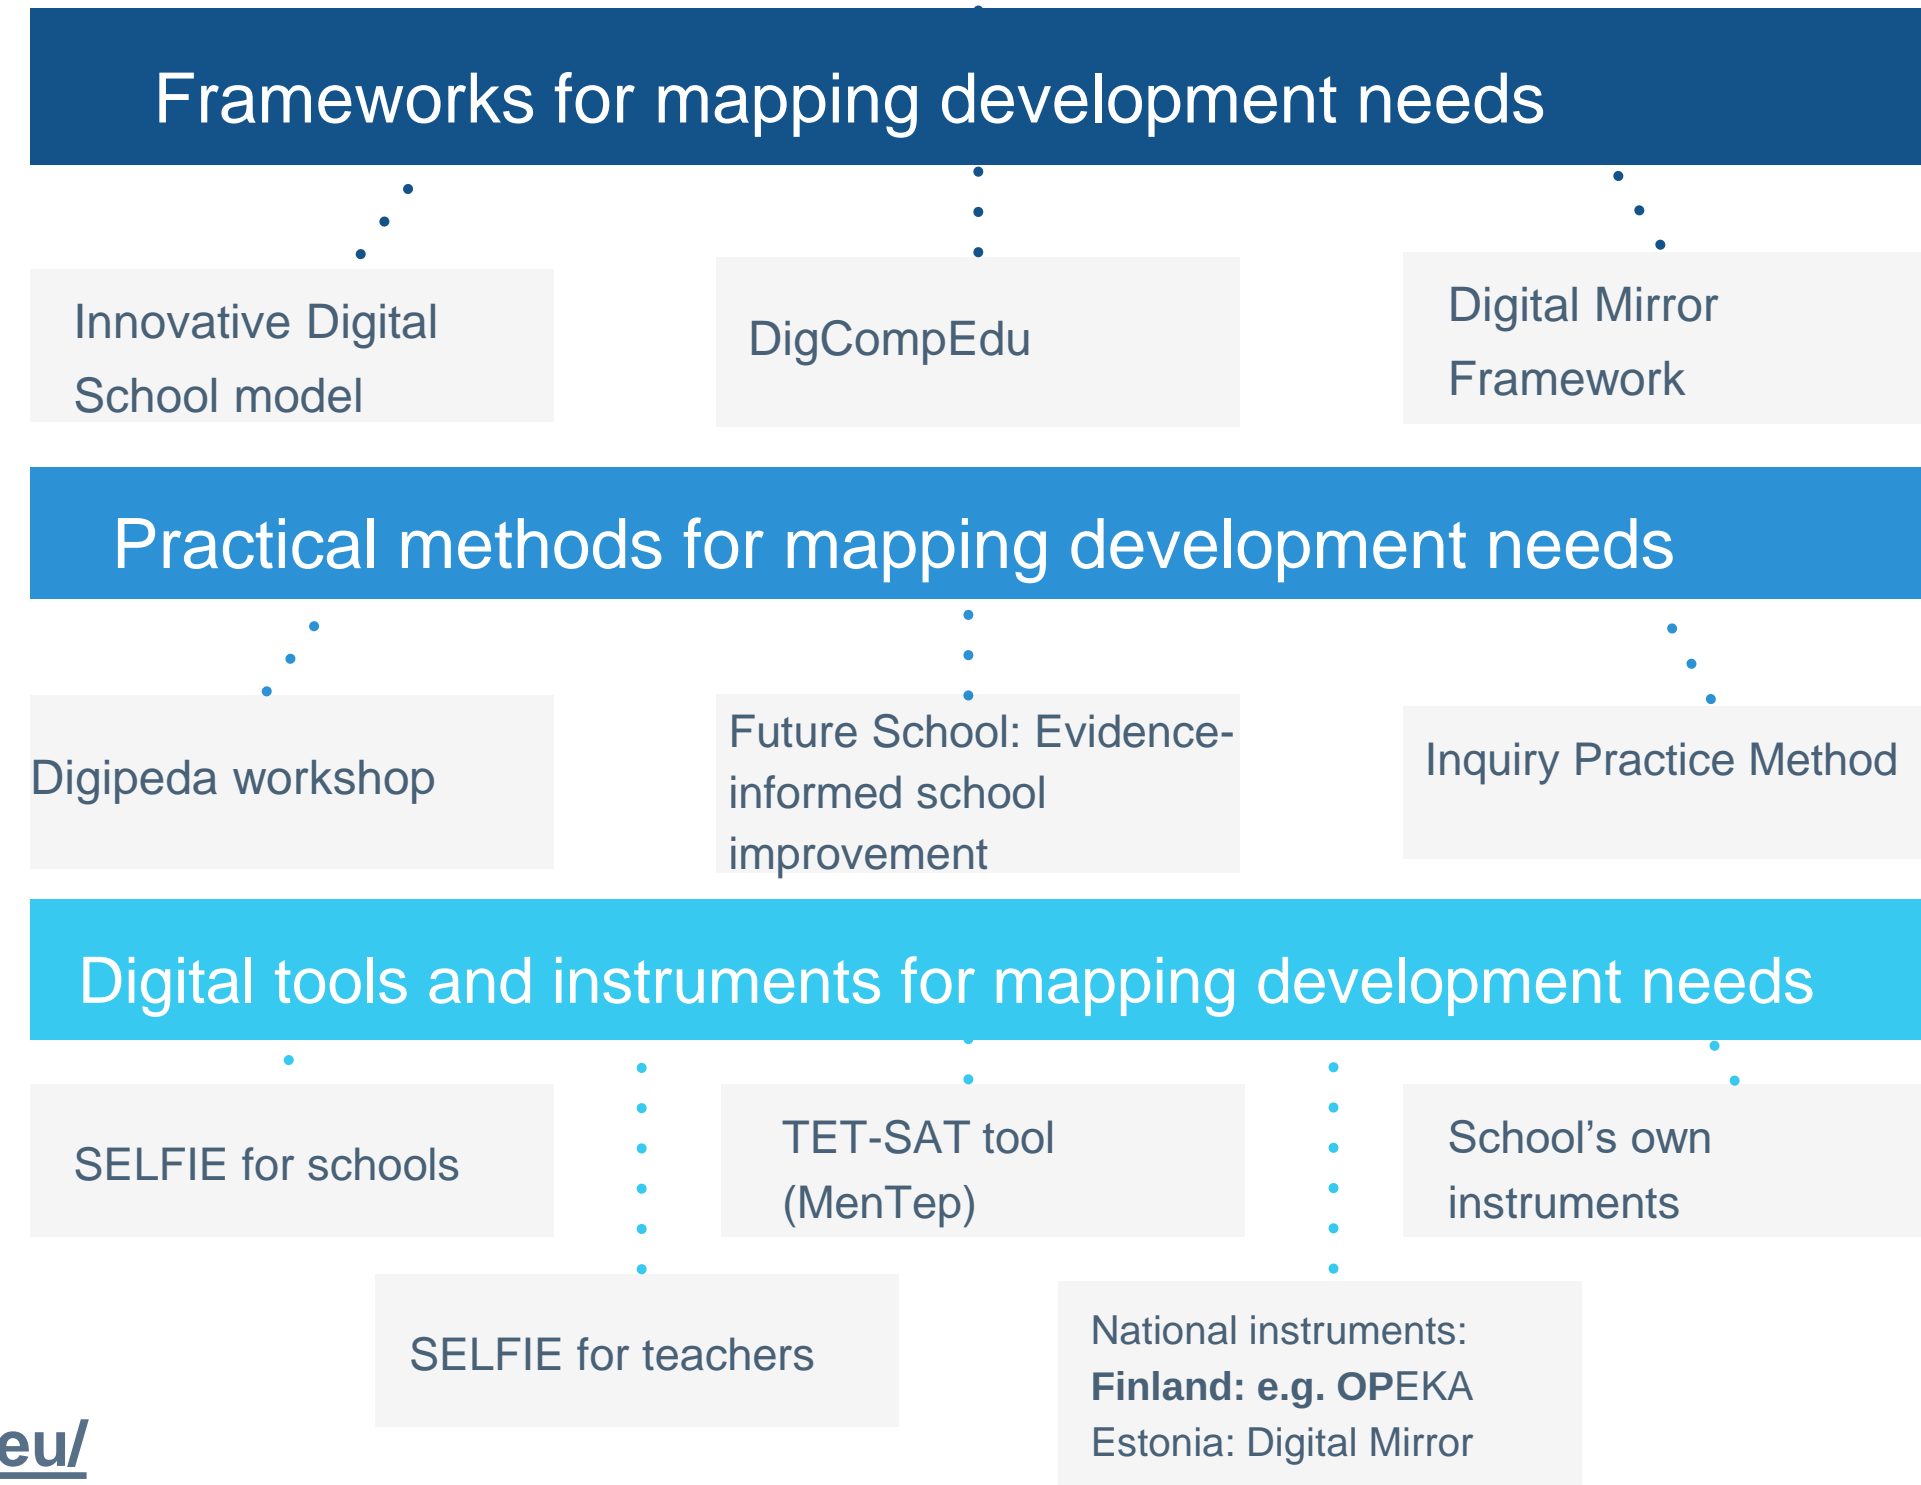 Frameworks for mapping development needs
Innovative Digital
School model
DigCompEdu
Digital Mirror
Framework
Practical methods for mapping development needs
Digipeda workshop
Future School: Evidence-
informed school
improvement
Inquiry Practice Method
Digital tools and instruments for mapping development needs
SELFIE for schools
TET-SAT tool
(MenTep)
School’s own
instruments
SELFIE for teachers
National instruments:
Finland: e.g. OPEKA
Estonia: Digital Mirror
eu/